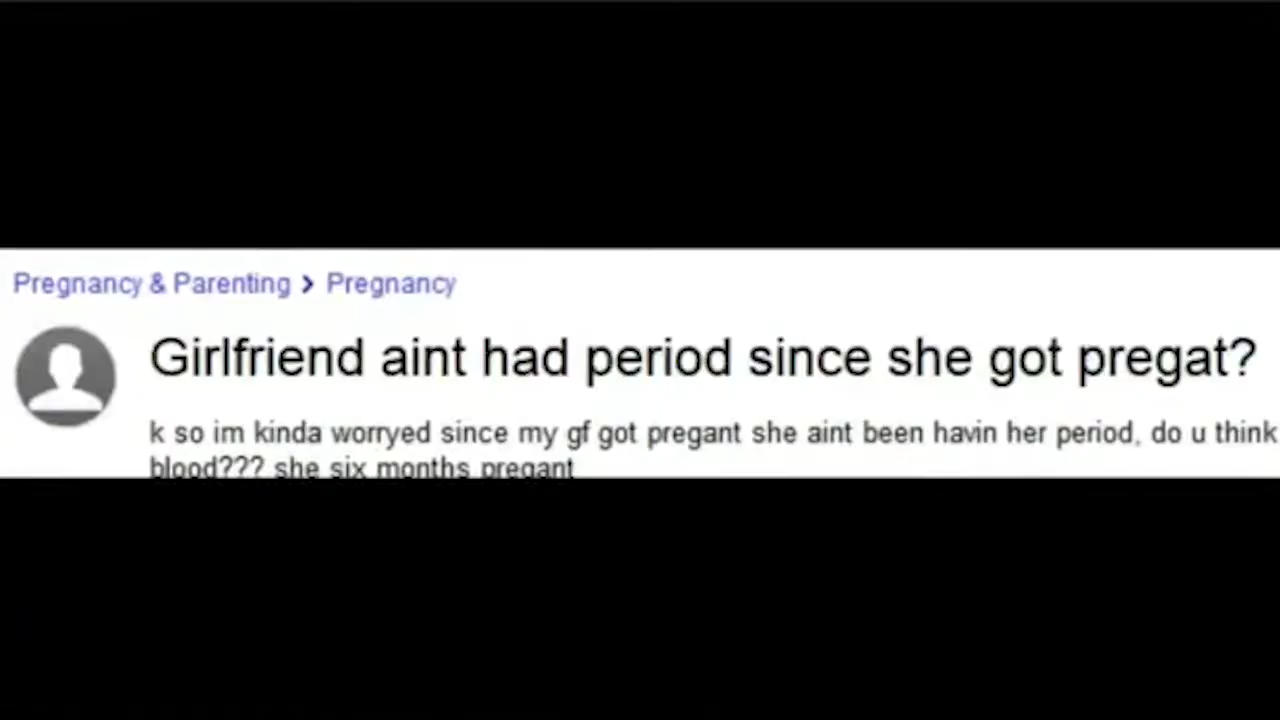 Pregnancy & Parenting > Pregnancy
Girlfriend aint had period since she got pregat?
k so im kinda worryed since my gf got pregant she aint been havin her period, do u think
blood??? she six months pregant